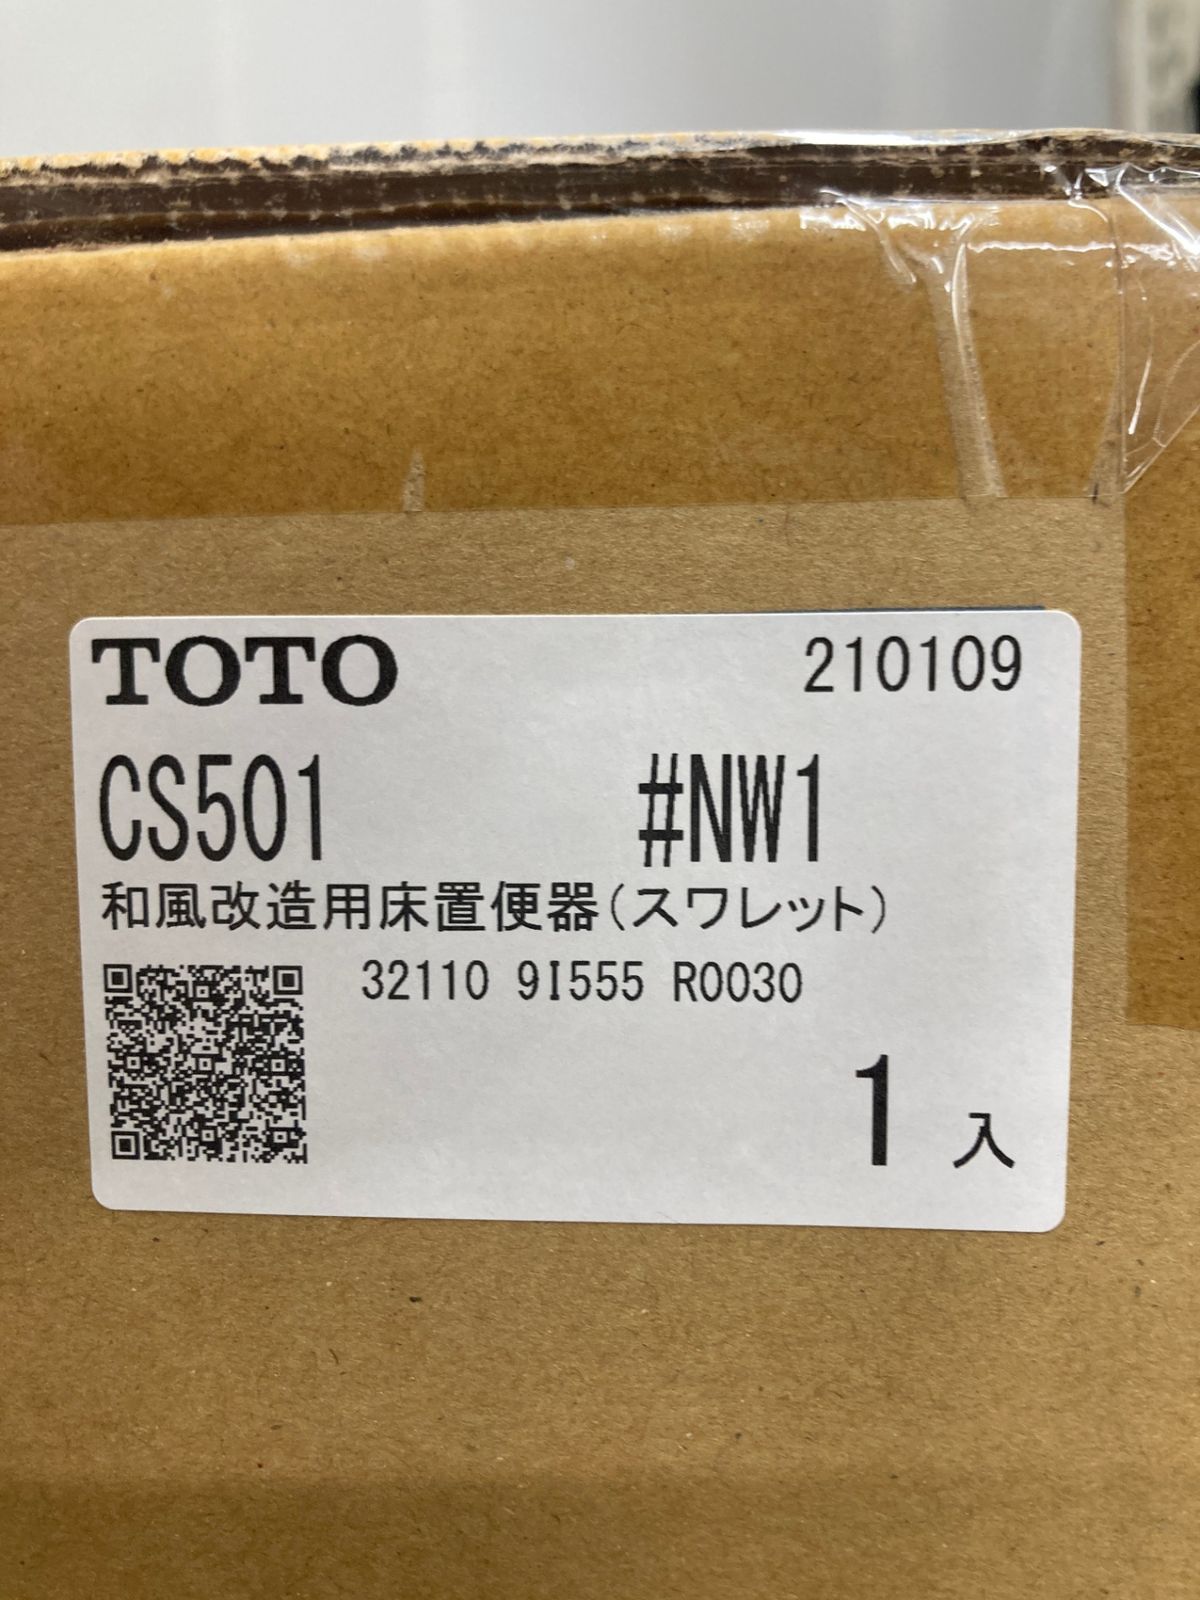 TOTO 210109
CS501 #NW1
和風改造用床置便器(スワレット)
32110 9I555 R0030
1 入